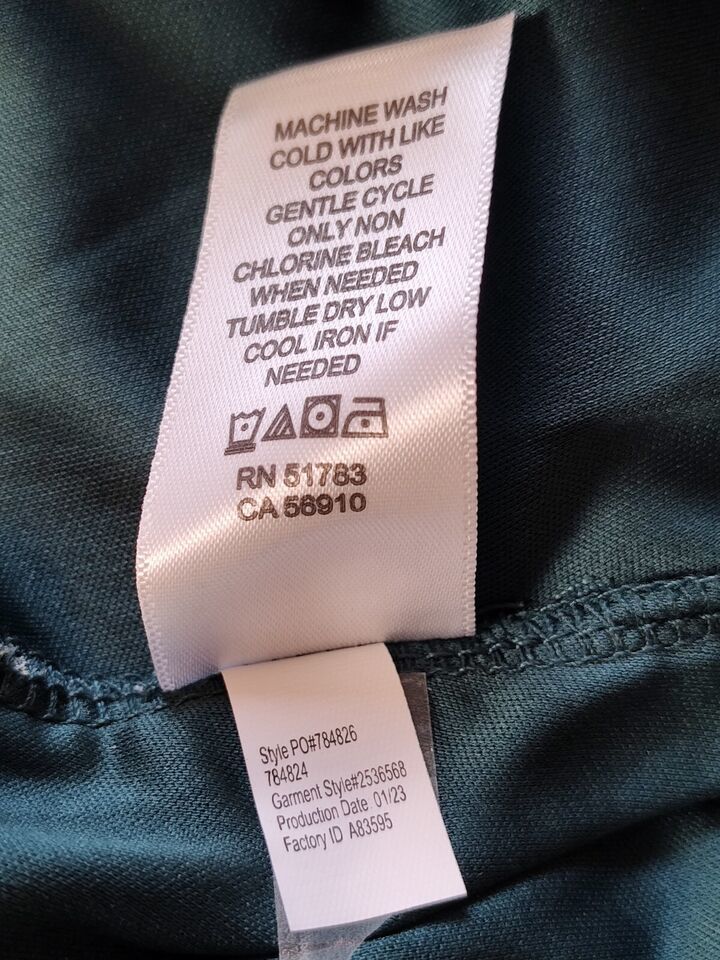 MACHINE WASH
COLD WITH LIKE
COLORS
GENTLE CYCLE
ONLY NON
CHLORINE BLEACH
WHEN NEEDED
TUMBLE DRY LOW
COOL IRON IF
NEEDED
RN 51783
CA 56910
Style PO#784826
784824
Garment Style#2536568
Production Date 01/23
Factory ID A83595